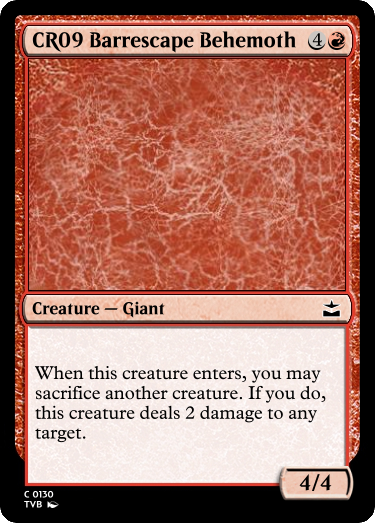 CR09 Barrescape Behemoth 4
Creature — Giant
When this creature enters, you may
sacrifice another creature. If you do,
this creature deals 2 damage to any
target.
4/4
C 0130
TVB